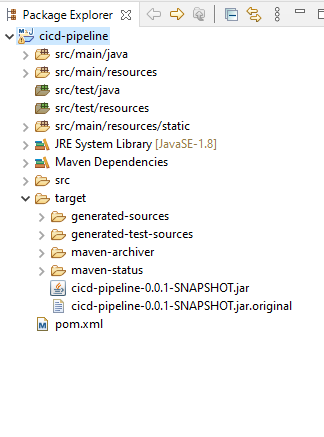 Package Explorer
cicd-pipeline
src/main/java
src/main/resources
src/test/java
src/test/resources
src/main/resources/static
JRE System Library [JavaSE-1.8]
Maven Dependencies
src
target
generated-sources
generated-test-sources
maven-archiver
maven-status
cicd-pipeline-0.0.1-SNAPSHOT.jar
cicd-pipeline-0.0.1-SNAPSHOT.jar.original
pom.xml